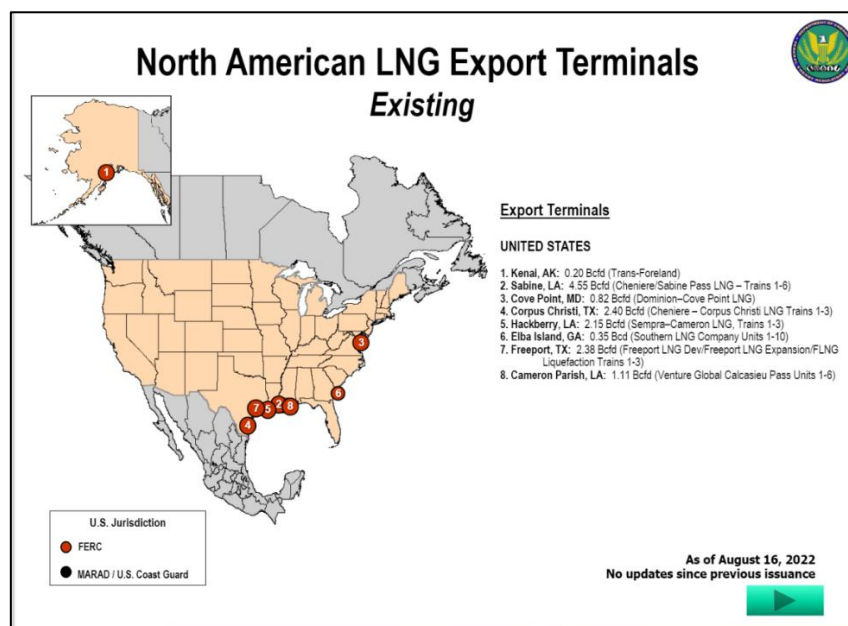 North American LNG Export Terminals
Existing
Export Terminals
UNITED STATES
1. Kenai, AK: 0.20 Bcfd (Trans-Foreland)
2. Sabine, LA: 4.55 Bcfd (Cheniere/Sabine Pass LNG – Trains 1-6)
3. Cove Point, MD: 0.82 Bcfd (Dominion–Cove Point LNG)
4. Corpus Christi, TX: 2.40 Bcfd (Cheniere – Corpus Christi LNG Trains 1-3)
5. Hackberry, LA: 2.15 Bcfd (Sempra–Cameron LNG, Trains 1-3)
6. Elba Island, GA: 0.35 Bcd (Southern LNG Company Units 1-10)
7. Freeport, TX: 2.38 Bcfd (Freeport LNG Dev/Freeport LNG Expansion/FLNG
Liquefaction Trains 1-3)
8. Cameron Parish, LA: 1.11 Bcfd (Venture Global Calcasieu Pass Units 1-6)
1
3
6
7
5
2
8
4
U.S. Jurisdiction
FERC
MARAD / U.S. Coast Guard
As of August 16, 2022
No updates since previous issuance